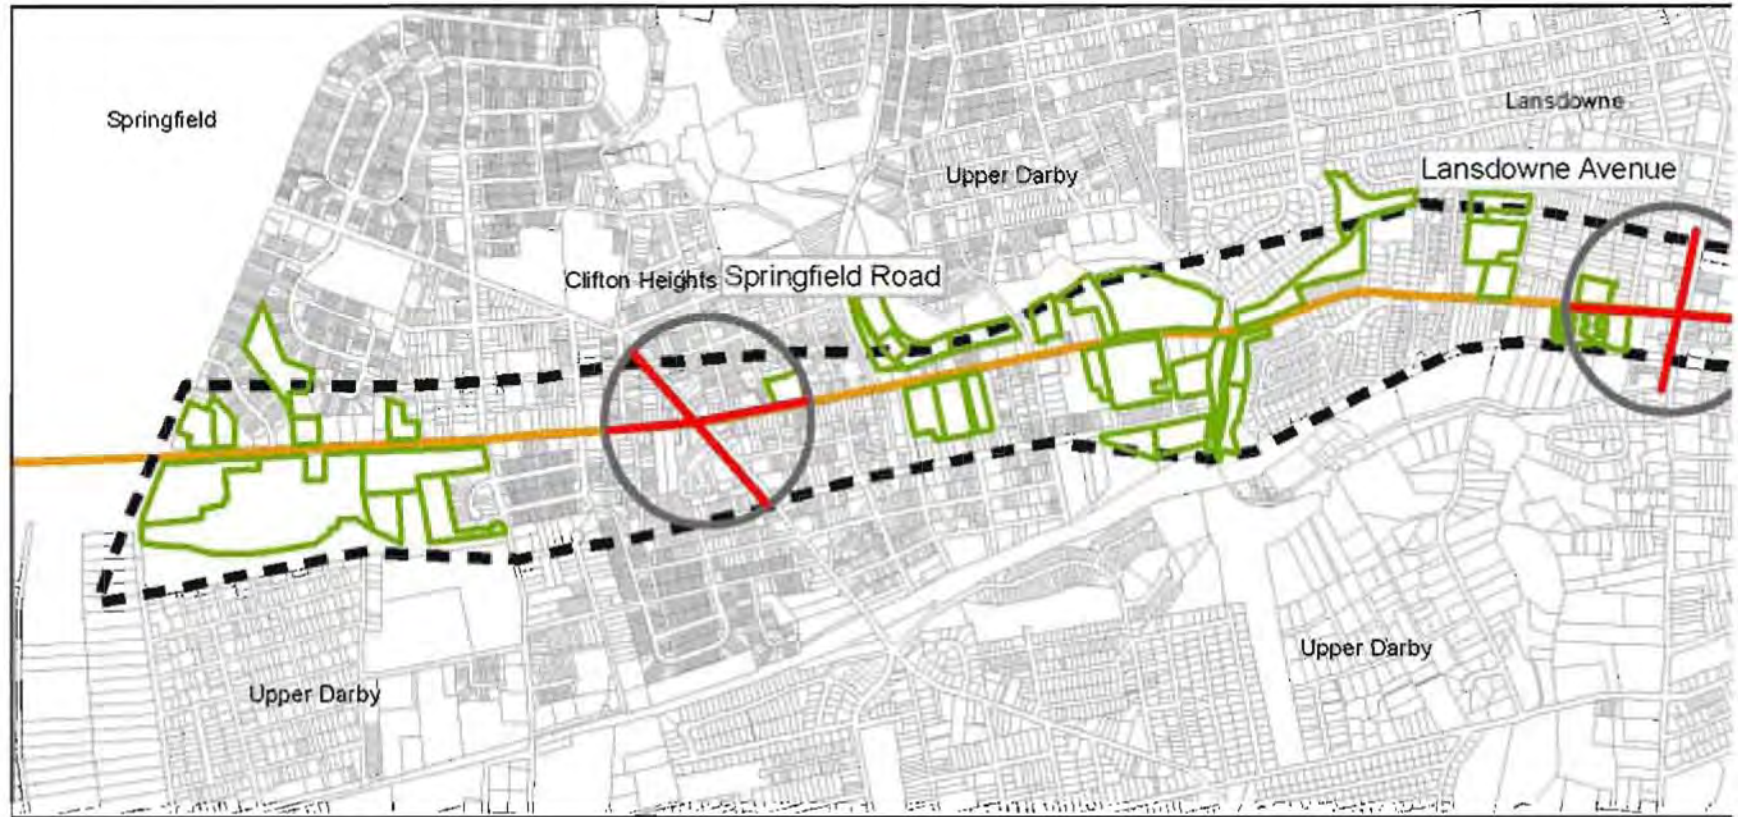 Springfield
Lansdowne
Upper Darby
Lansdowne Avenue
Clifton Heights
Springfield Road
Upper Darby
Upper Darby